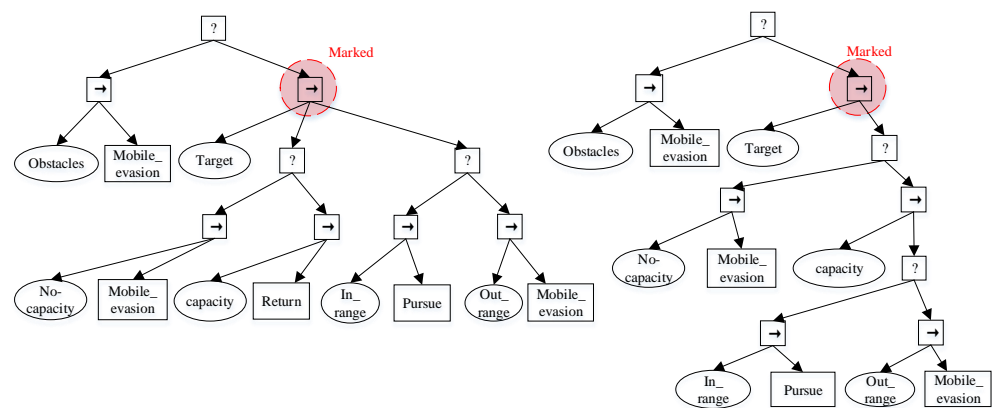 ?
Marked
→
→
Obstacles
Mobile_
evasion
Target
?
?
→
→
→
→
No-
capacity
Mobile_
evasion
capacity
Return
In_
range
Pursue
Out_
range
Mobile_
evasion
?
Marked
→
→
Obstacles
Mobile_
evasion
Target
?
→
→
No-
capacity
Mobile_
evasion
capacity
?
→
→
In_
range
Pursue
Out_
range
Mobile_
evasion